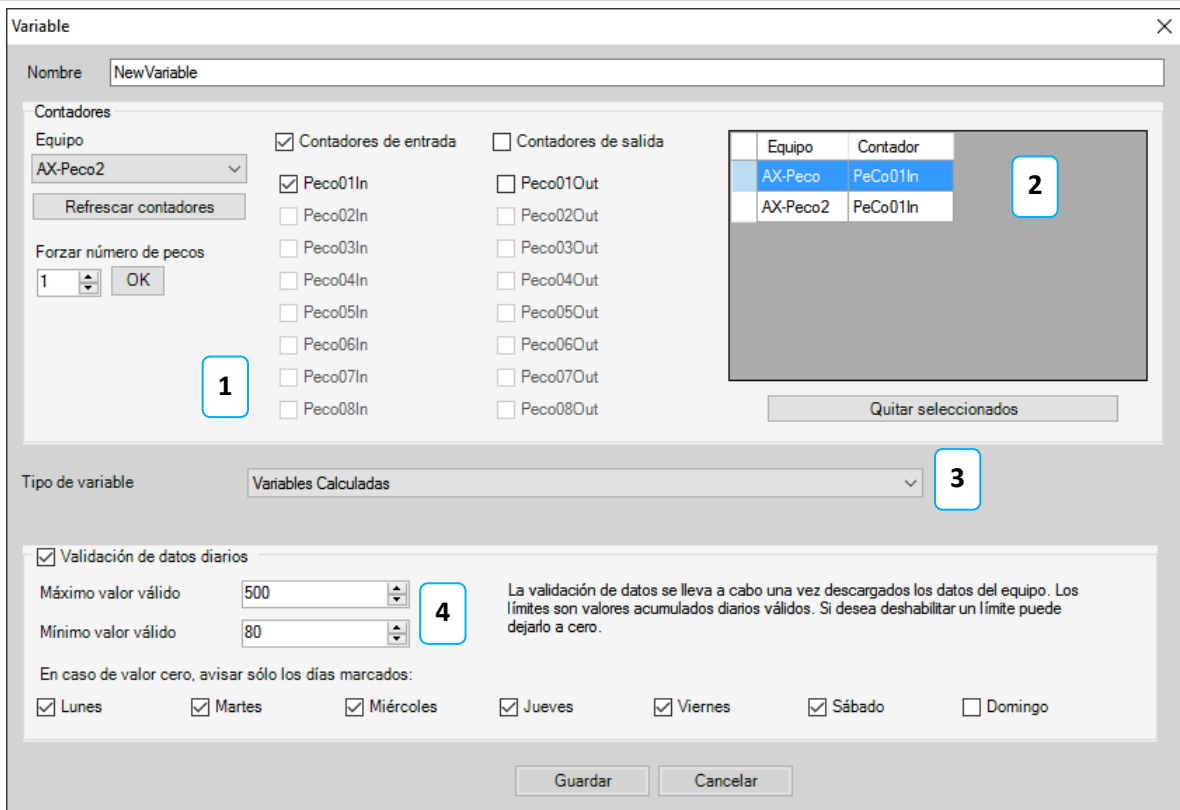 Variable
Nombre NewVariable
Contadores
Equipo
AX-Peco2
Refrescar contadores
Forzar número de pecos
1 OK
1
Contadores de entrada
Peco01In
Peco02In
Peco03In
Peco04In
Peco05In
Peco06In
Peco07In
Peco08In
Contadores de salida
Peco01Out
Peco02Out
Peco03Out
Peco04Out
Peco05Out
Peco06Out
Peco07Out
Peco08Out
Equipo Contador
AX-Peco PeCo01In
AX-Peco2 PeCo01In
2
Quitar seleccionados
Tipo de variable Variables Calculadas
3
Validación de datos diarios
Máximo valor válido 500
Mínimo valor válido 80
4
La validación de datos se lleva a cabo una vez descargados los datos del equipo. Los
límites son valores acumulados diarios válidos. Si desea deshabilitar un límite puede
dejarlo a cero.
En caso de valor cero, avisar sólo los días marcados:
Lunes Martes Miércoles Jueves Viernes Sábado Domingo
Guardar Cancelar